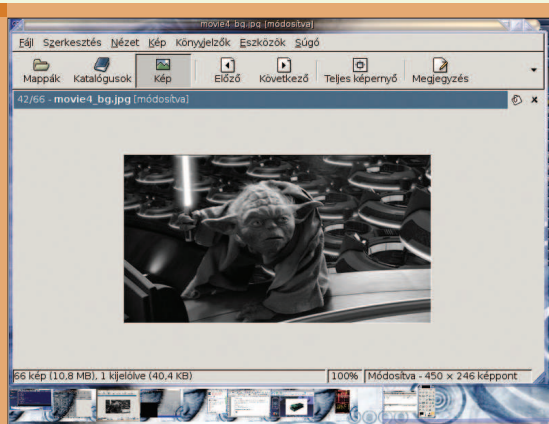 movie4_bg.jpg [módosítva]
Fájl Szerkesztés Nézet Kép Könyvjelzők Eszközök Súgó
Mappák Katalógusok Kép Előző Következő Teljes képernyő Megjegyzés
42/66 - movie4_bg.jpg [módosítva]
66 kép (10,8 MB), 1 kijelölve (40,4 KB) 100% Módosítva - 450 × 246 képpont